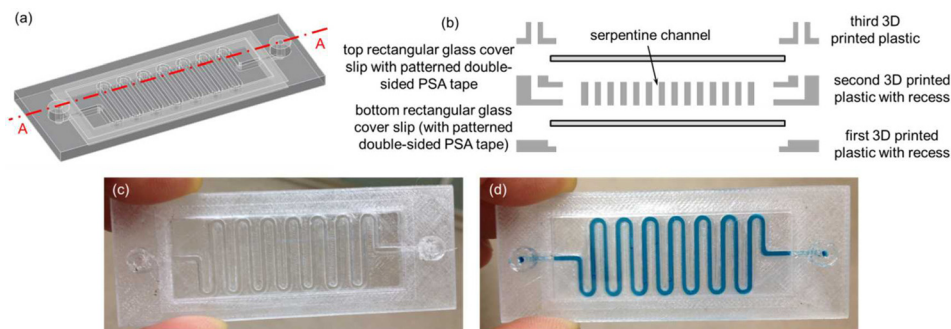 (a)
A
A
(b)
top rectangular glass cover
slip with patterned double-
sided PSA tape
bottom rectangular glass
cover slip (with patterned
double-sided PSA tape)
serpentine channel
third 3D
printed plastic
second 3D printed
plastic with recess
first 3D printed
plastic with recess
(c)
(d)